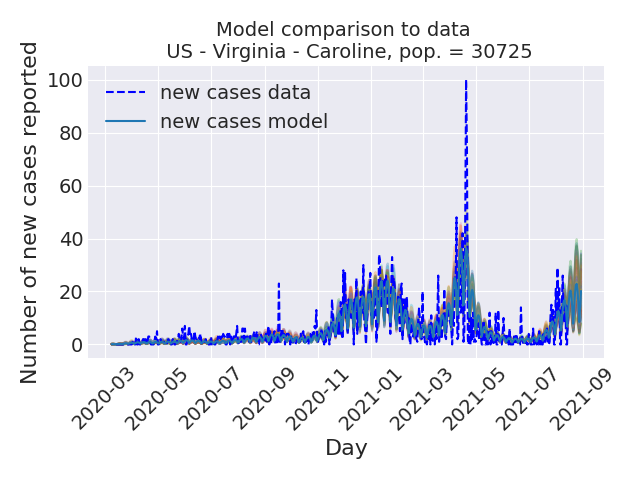 Model comparison to data
US - Virginia - Caroline, pop. = 30725
new cases data
new cases model
Number of new cases reported
100
80
60
40
20
0
2020-03
2020-05
2020-07
2020-09
2020-11
2021-01
2021-03
2021-05
2021-07
2021-09
Day